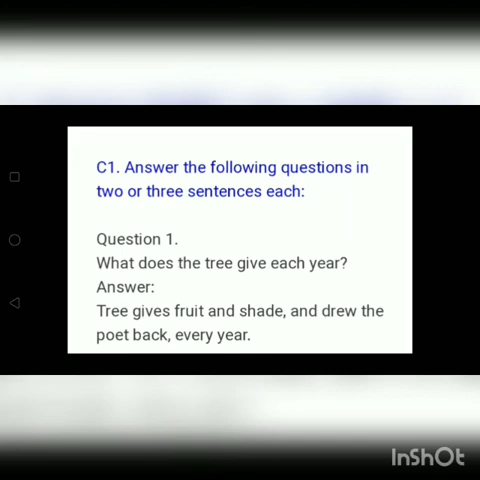 C1. Answer the following questions in
two or three sentences each:
Question 1.
What does the tree give each year?
Answer:
Tree gives fruit and shade, and drew the
poet back, every year.
InShOt